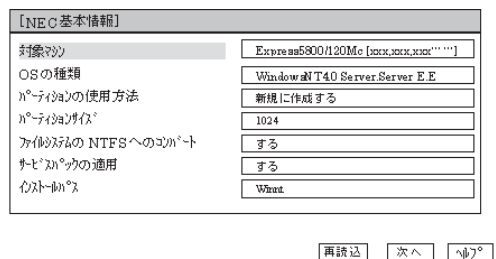 [NEC基本情報]
対象マシン Express5800/120Mc [xxx,xxx,xxx……]
OSの種類 WindowsNT4.0 Server.Server E.E
パーティションの使用方法 新規に作成する
パーティションサイズ 1024
ファイルシステムの NTFS へのコンバート する
サービスパックの適用 する
インストールパス Winnt.
再読込 次へ ヘルプ